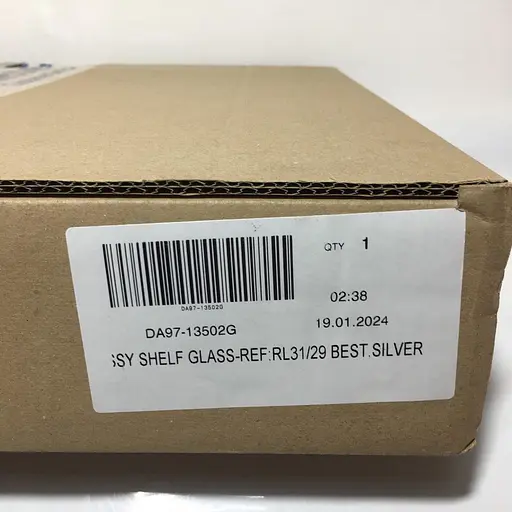 QTY 1
DA97-13502G
02:38
DA97-13502G
19.01.2024
SSY SHELF GLASS-REF:RL31/29 BEST.SILVER